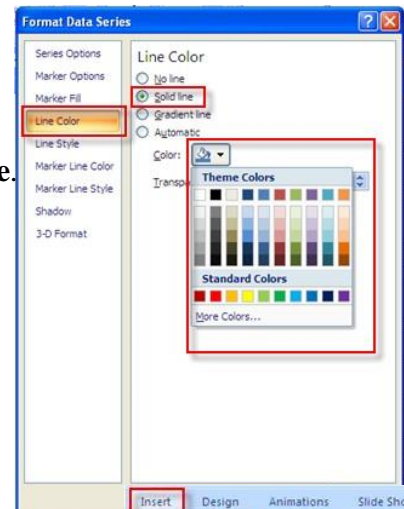 Format Data Series
Series Options
Marker Options
Marker Fill
Line Color
Line Style
Marker Line Color
Marker Line Style
Shadow
3-D Format
Line Color
No line
Solid line
Gradient line
Automatic
Color:
Transpa
Theme Colors
Standard Colors
More Colors...
e.
Insert Design Animations Slide Sho